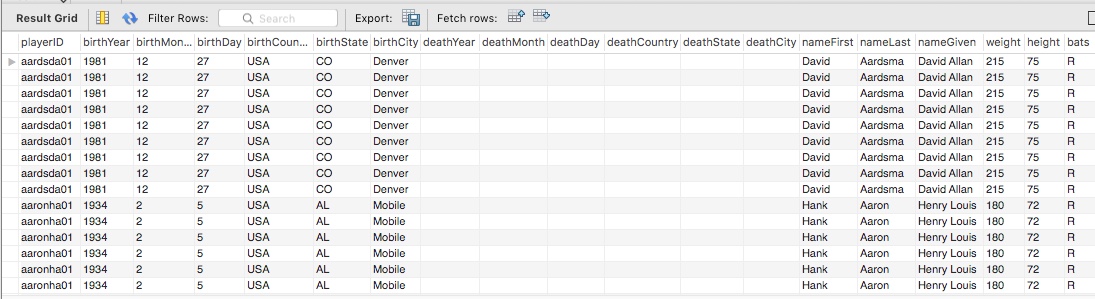 Result Grid Filter Rows: Search Export: Fetch rows:
playerID birthYear birthMon... birthDay birthCoun... birthState birthCity deathYear deathMonth deathDay deathCountry deathState deathCity nameFirst nameLast nameGiven weight height bats
aardsda01 1981 12 27 USA CO Denver David Aardsma David Allan 215 75 R
aardsda01 1981 12 27 USA CO Denver David Aardsma David Allan 215 75 R
aardsda01 1981 12 27 USA CO Denver David Aardsma David Allan 215 75 R
aardsda01 1981 12 27 USA CO Denver David Aardsma David Allan 215 75 R
aardsda01 1981 12 27 USA CO Denver David Aardsma David Allan 215 75 R
aardsda01 1981 12 27 USA CO Denver David Aardsma David Allan 215 75 R
aardsda01 1981 12 27 USA CO Denver David Aardsma David Allan 215 75 R
aardsda01 1981 12 27 USA CO Denver David Aardsma David Allan 215 75 R
aardsda01 1981 12 27 USA CO Denver David Aardsma David Allan 215 75 R
aaronha01 1934 2 5 USA AL Mobile Hank Aaron Henry Louis 180 72 R
aaronha01 1934 2 5 USA AL Mobile Hank Aaron Henry Louis 180 72 R
aaronha01 1934 2 5 USA AL Mobile Hank Aaron Henry Louis 180 72 R
aaronha01 1934 2 5 USA AL Mobile Hank Aaron Henry Louis 180 72 R
aaronha01 1934 2 5 USA AL Mobile Hank Aaron Henry Louis 180 72 R
aaronha01 1934 2 5 USA AL Mobile Hank Aaron Henry Louis 180 72 R